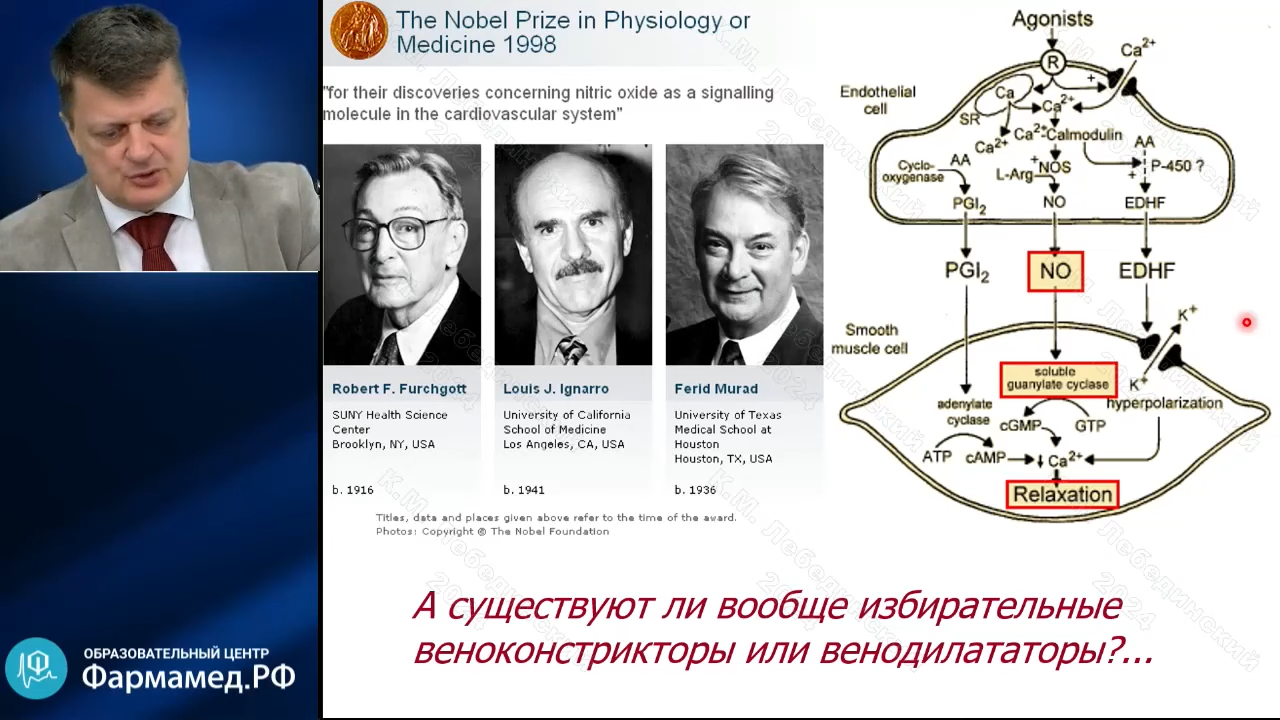 The Nobel Prize in Physiology or
Medicine 1998
"for their discoveries concerning nitric oxide as a signalling
molecule in the cardiovascular system"
Robert F. Furchgott
SUNY Health Science
Center
Brooklyn, NY, USA
b. 1916
Louis J. Ignarro
University of California
School of Medicine
Los Angeles, CA, USA
b. 1941
Ferid Murad
University of Texas
Medical School at
Houston
Houston, TX, USA
b. 1936
Titles, data and places given above refer to the time of the award.
Photos: Copyright © The Nobel Foundation
Agonists
Ca²⁺
R
+
Endothelial
cell
Ca
Ca²⁺
SR
Ca²⁺
Ca²⁺Calmodulin
AA
Cyclo-
oxygenase
AA
+
NOS
+
P-450 ?
L-Arg
PGI₂
NO
EDHF
PGI₂
NO
EDHF
Smooth
muscle cell
K⁺
soluble
guanylate cyclase
K⁺
adenylate
cyclase
hyperpolarization
cGMP
GTP
ATP
cAMP
↓ Ca²⁺
Relaxation
А существуют ли вообще избирательные
веноконстрикторы или венодилататоры?...
ОБРАЗОВАТЕЛЬНЫЙ ЦЕНТР
Фармамед.РФ
К.М. Лебединский
2024